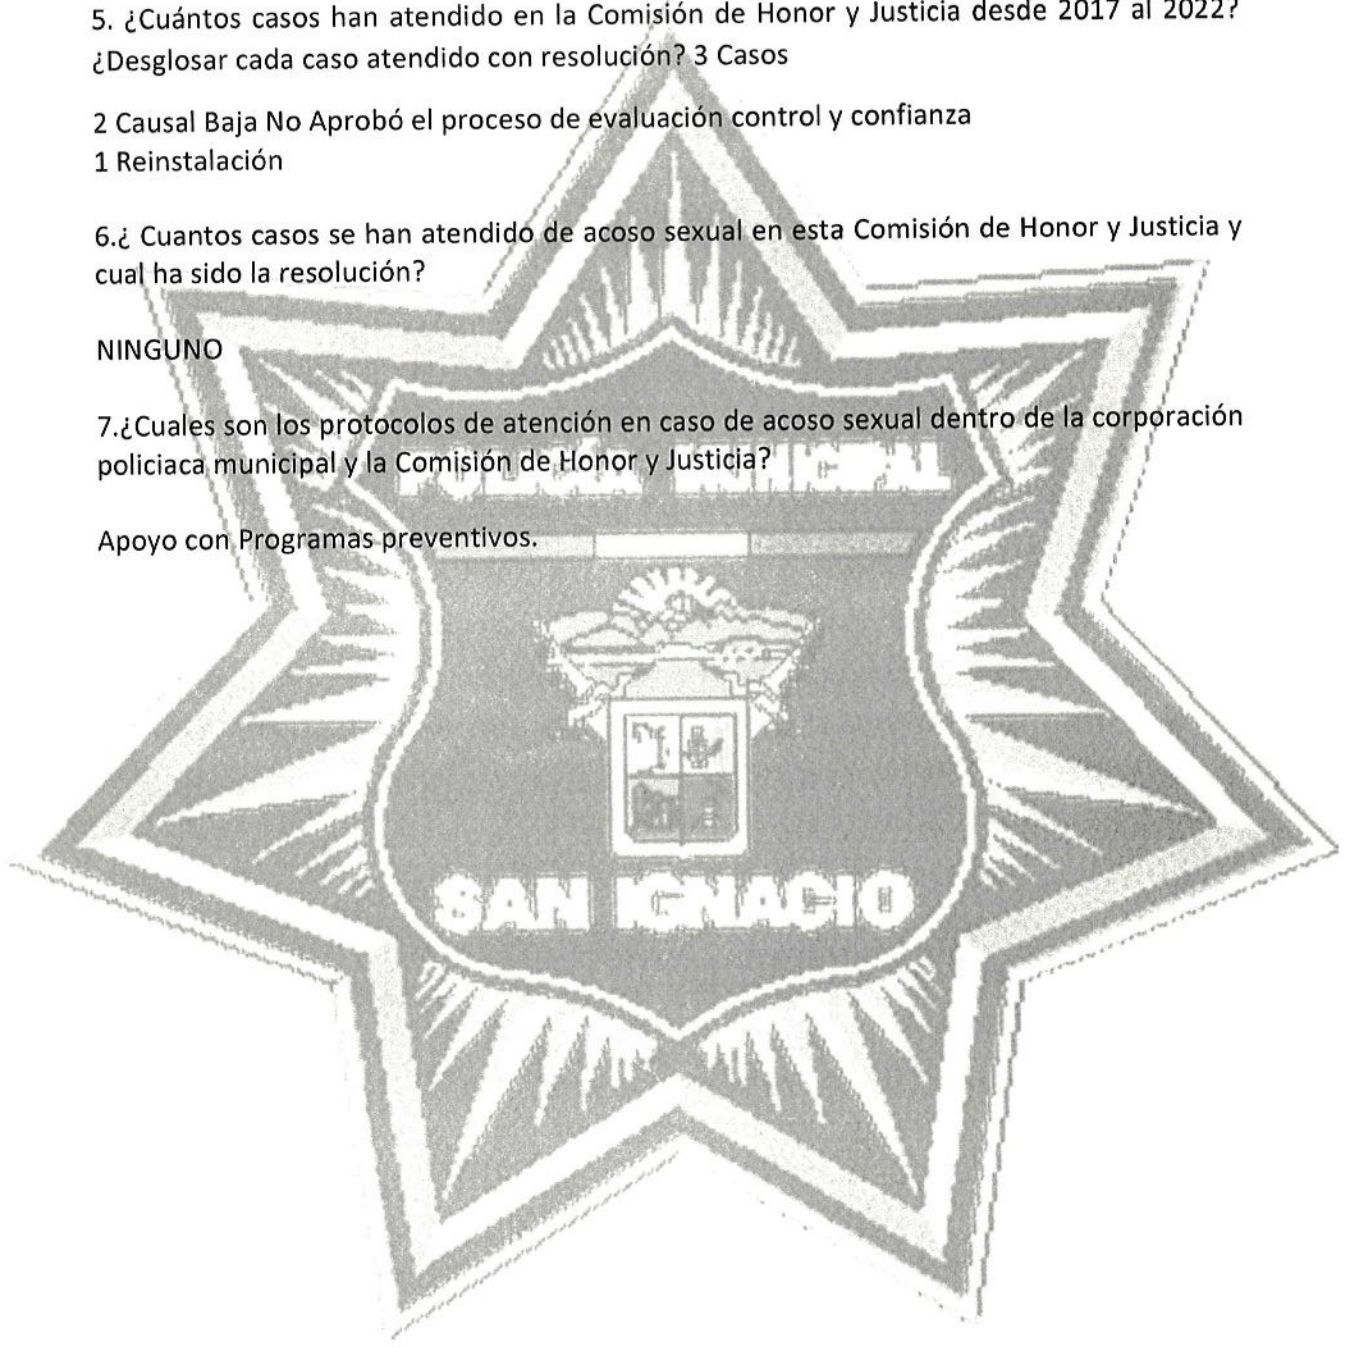 5. ¿Cuántos casos han atendido en la Comisión de Honor y Justicia desde 2017 al 2022?
¿Desglosar cada caso atendido con resolución? 3 Casos
2 Causal Baja No Aprobó el proceso de evaluación control y confianza
1 Reinstalación
6.¿ Cuantos casos se han atendido de acoso sexual en esta Comisión de Honor y Justicia y
cual ha sido la resolución?
NINGUNO
7.¿Cuales son los protocolos de atención en caso de acoso sexual dentro de la corporación
policiaca municipal y la Comisión de Honor y Justicia?
POLICÍA MUNICIPAL
Apoyo con Programas preventivos.
SAN IGNACIO